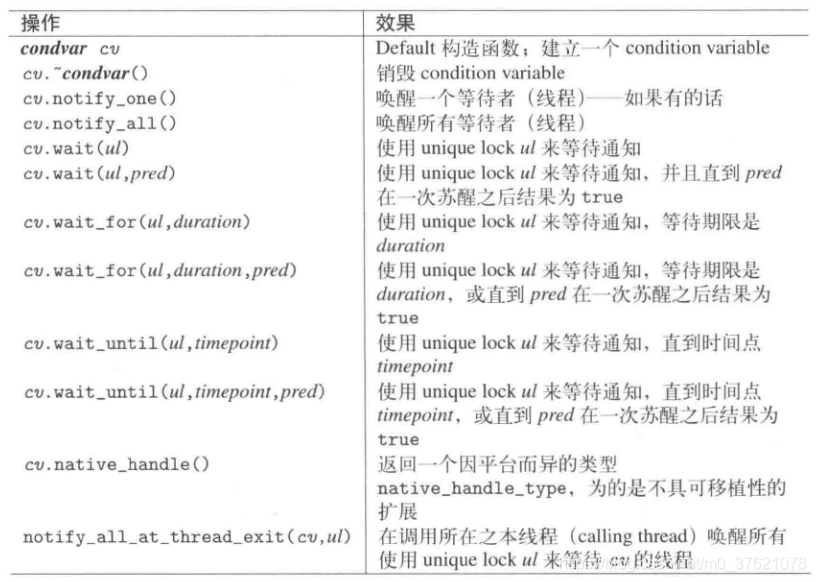 操作 效果
condvar cv Default 构造函数；建立一个 condition variable
cv.~condvar() 销毁 condition variable
cv.notify_one() 唤醒一个等待者（线程）——如果有的话
cv.notify_all() 唤醒所有等待者（线程）
cv.wait(ul) 使用 unique lock ul 来等待通知
cv.wait(ul,pred) 使用 unique lock ul 来等待通知，并且直到 pred
在一次苏醒之后结果为 true
cv.wait_for(ul,duration) 使用 unique lock ul 来等待通知，等待期限是
duration
cv.wait_for(ul,duration,pred) 使用 unique lock ul 来等待通知，等待期限是
duration，或直到 pred 在一次苏醒之后结果为
true
cv.wait_until(ul,timepoint) 使用 unique lock ul 来等待通知，直到时间点
timepoint
cv.wait_until(ul,timepoint,pred) 使用 unique lock ul 来等待通知，直到时间点
timepoint，或直到 pred 在一次苏醒之后结果为
true
cv.native_handle() 返回一个因平台而异的类型
native_handle_type，为的是不具可移植性的
扩展
notify_all_at_thread_exit(cv,ul) 在调用所在之本线程（calling thread）唤醒所有
使用 unique lock ul 来等待 cv 的线程